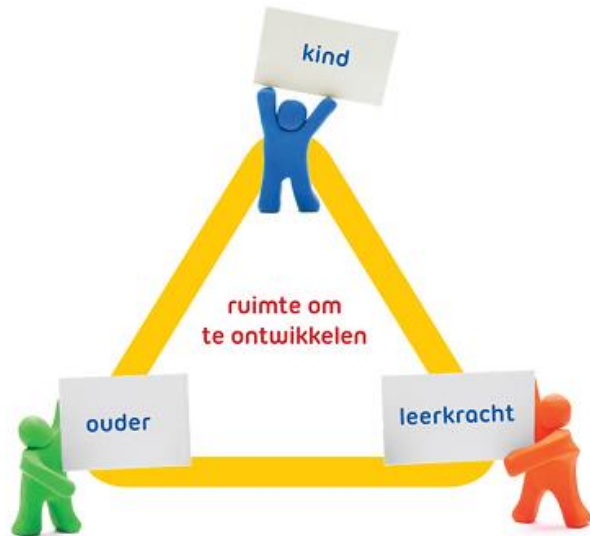 kind
ruimte om
te ontwikkelen
ouder
leerkracht